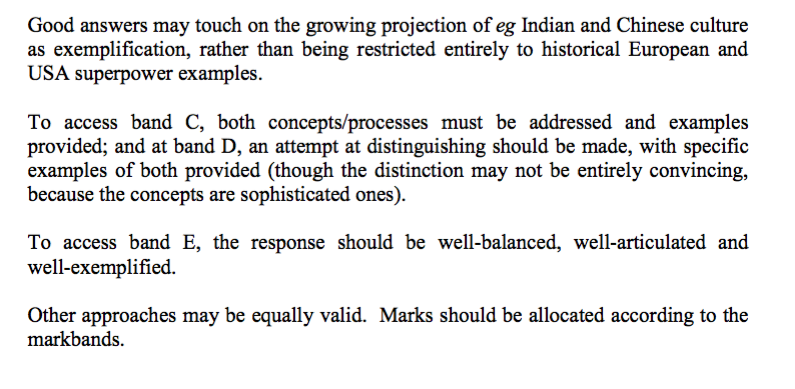 Good answers may touch on the growing projection of eg Indian and Chinese culture
as exemplification, rather than being restricted entirely to historical European and
USA superpower examples.
To access band C, both concepts/processes must be addressed and examples
provided; and at band D, an attempt at distinguishing should be made, with specific
examples of both provided (though the distinction may not be entirely convincing,
because the concepts are sophisticated ones).
To access band E, the response should be well-balanced, well-articulated and
well-exemplified.
Other approaches may be equally valid.  Marks should be allocated according to the
markbands.